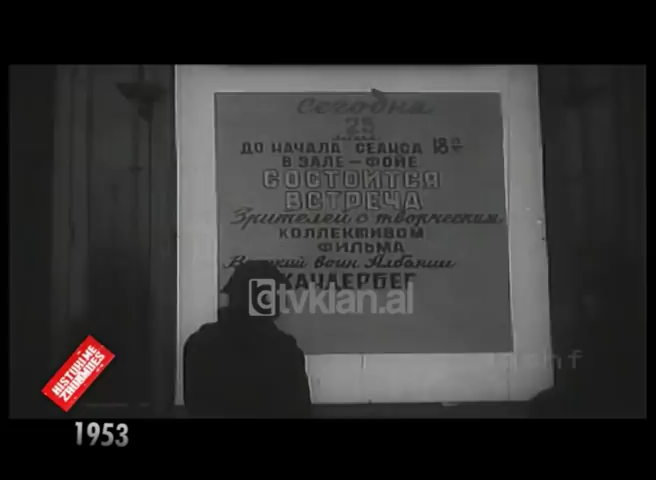 Сегодня
25
ДО НАЧАЛА СЕАНСА 18
В ЗАЛЕ-ФОЙЕ
СОСТОИТСЯ
ВСТРЕЧА
Зрителей с творческим
КОЛЛЕКТИВОМ
ФИЛЬМА
Великий воин Албании
СКАНДЕРБЕГ
tvklan.al
HISTORI ME
ZHURMUES
1953